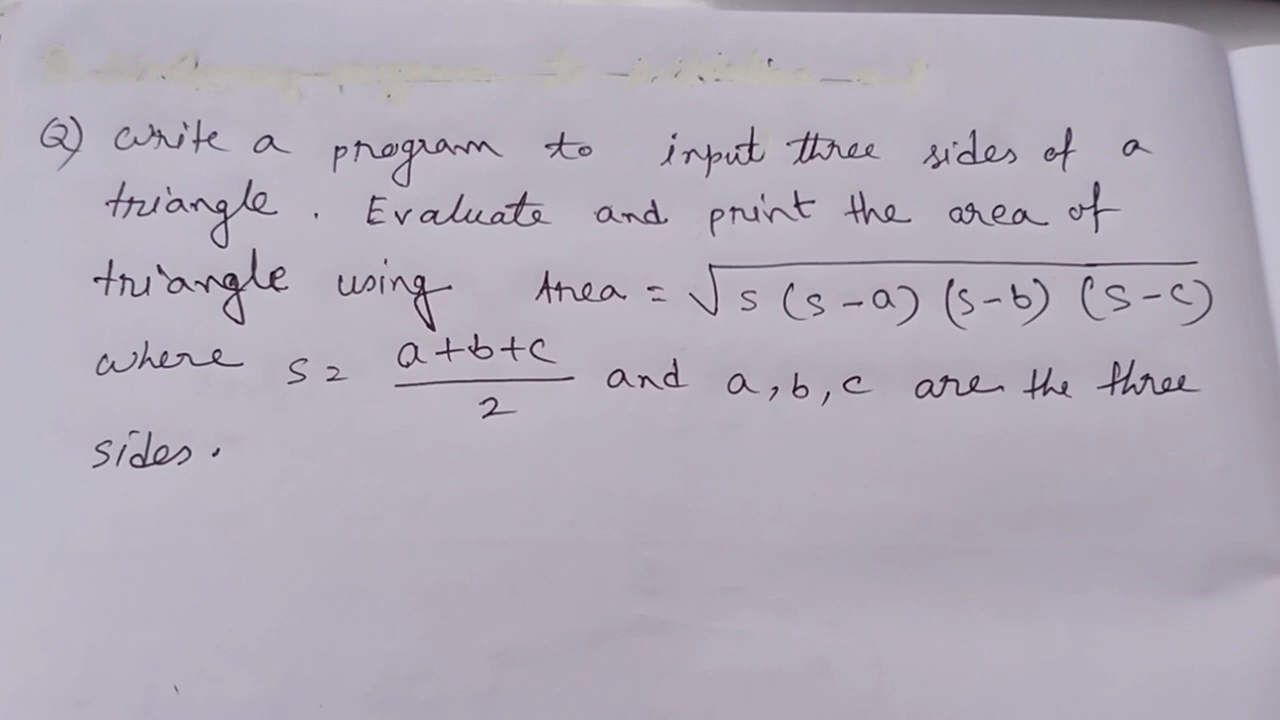 Q) write a program to input three sides of a
triangle. Evaluate and print the area of
triangle using Area = √s(s-a)(s-b)(s-c)
where s = a+b+c/2 and a,b,c are the three
sides.